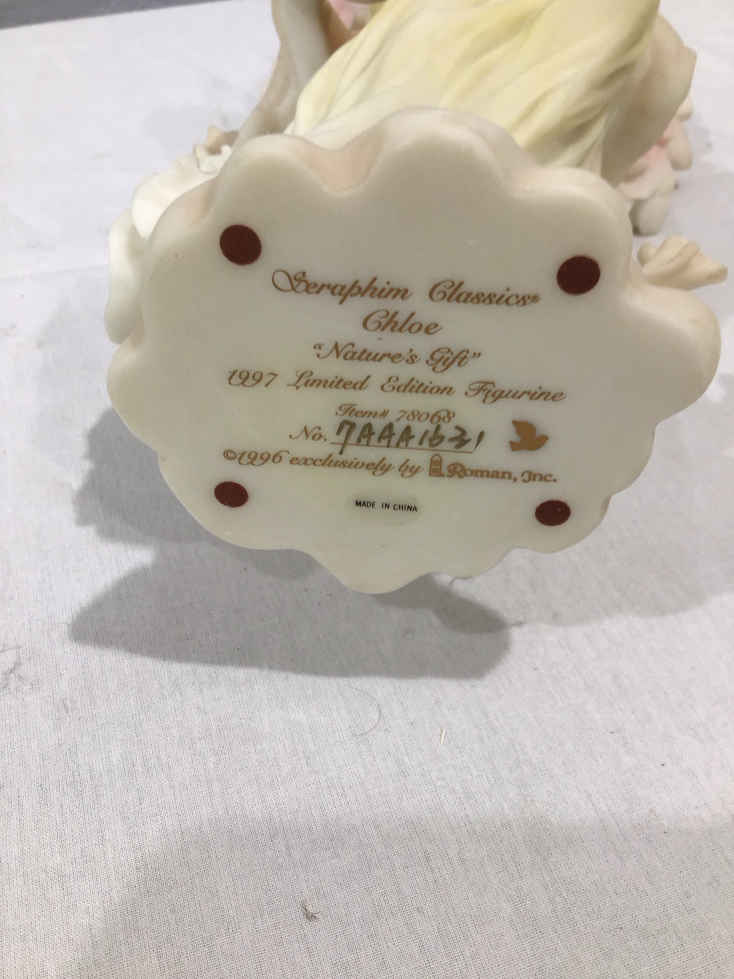 Seraphim Classics®
Chloe
"Nature's Gift"
1997 Limited Edition Figurine
Item# 78068
No. 7AAA1631
©1996 exclusively by Roman, Inc.
MADE IN CHINA